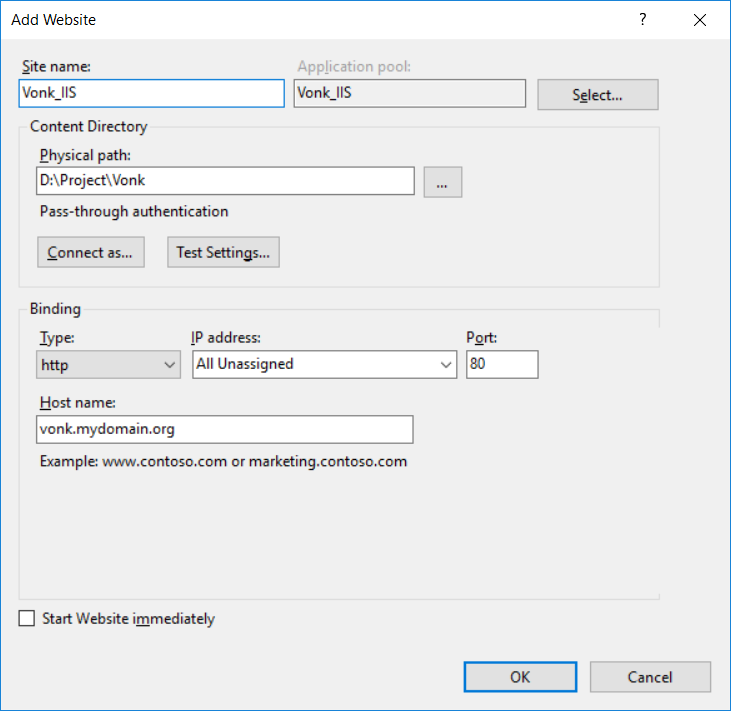 Add Website
?
Site name:
Application pool:
Vonk_IIS
Vonk_IIS
Select...
Content Directory
Physical path:
D:\Project\Vonk
...
Pass-through authentication
Connect as...
Test Settings...
Binding
Type:
IP address:
Port:
http
All Unassigned
80
Host name:
vonk.mydomain.org
Example: www.contoso.com or marketing.contoso.com
Start Website immediately
OK
Cancel